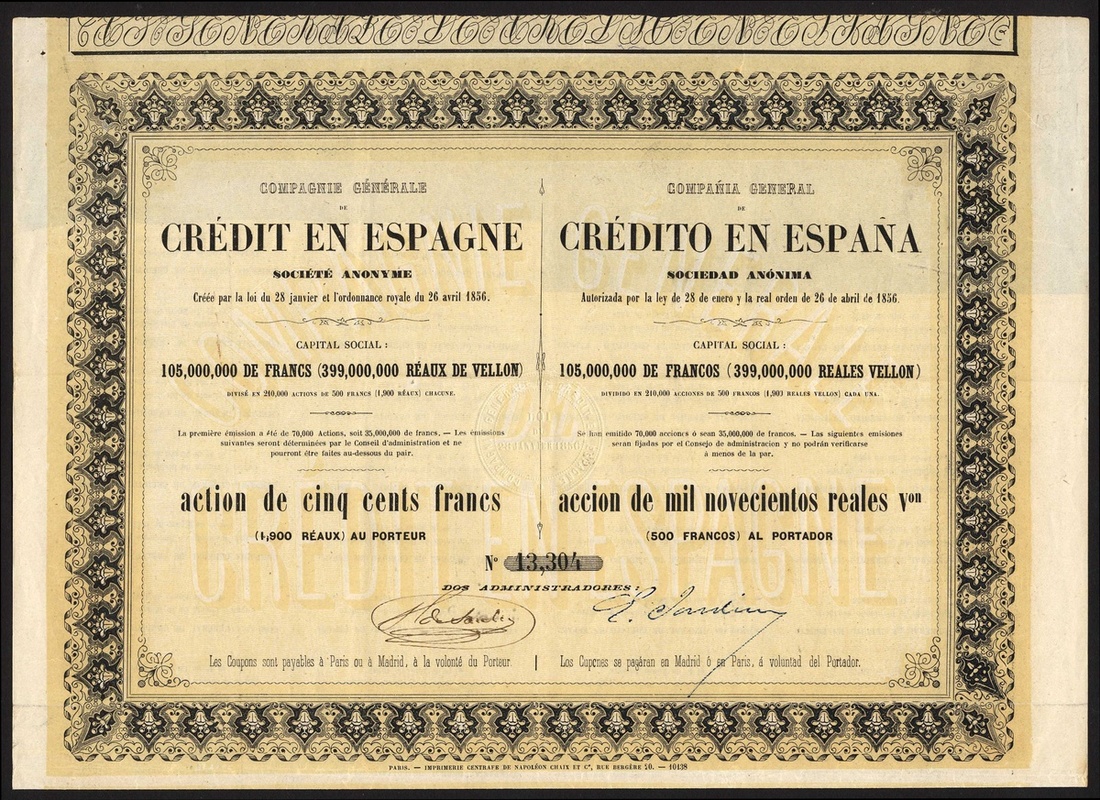 COMPAGNIE GÉNÉRALE
DE
CRÉDIT EN ESPAGNE
SOCIÉTÉ ANONYME
Créée par la loi du 28 janvier et l'ordonnance royale du 26 avril 1856.
CAPITAL SOCIAL :
105,000,000 DE FRANCS (399,000,000 RÉAUX DE VELLON)
DIVISÉ EN 210,000 ACTIONS DE 500 FRANCS (1,900 RÉAUX) CHACUNE.
La première émission a été de 70,000 Actions, soit 35,000,000 de francs. — Les émissions
suivantes seront déterminées par le Conseil d'administration et ne
pourront être faites au-dessous du pair.
action de cinq cents francs
(1,900 RÉAUX) AU PORTEUR
COMPAÑIA GENERAL
DE
CRÉDITO EN ESPAÑA
SOCIEDAD ANÓNIMA
Autorizada por la ley de 28 de enero y la real orden de 26 de abril de 1856.
CAPITAL SOCIAL :
105,000,000 DE FRANCOS (399,000,000 REALES VELLON)
DIVIDIDO EN 210,000 ACCIONES DE 500 FRANCOS (1,903 REALES VELLON) CADA UNA.
Se han emitido 70,000 acciones ó sean 35,000,000 de francos. — Las siguientes emisiones
seran fijadas por el Consejo de administracion y no podrán verificarse
á menos de la par.
accion de mil novecientos reales Von
(500 FRANCOS) AL PORTADOR
No 13,304
DOS ADMINISTRADORES :
Les Coupons sont payables à Paris ou à Madrid, à la volonté du Porteur.
Los Cupones se pagáran en Madrid ó en Paris, á voluntad del Portador.
PARIS. — IMPRIMERIE CENTRALE DE NAPOLÉON CHAIX ET Cie, RUE BERGÈRE 20. — 10138
COMPAGNIE GÉNÉRALE
CRÉDIT EN ESPAGNE